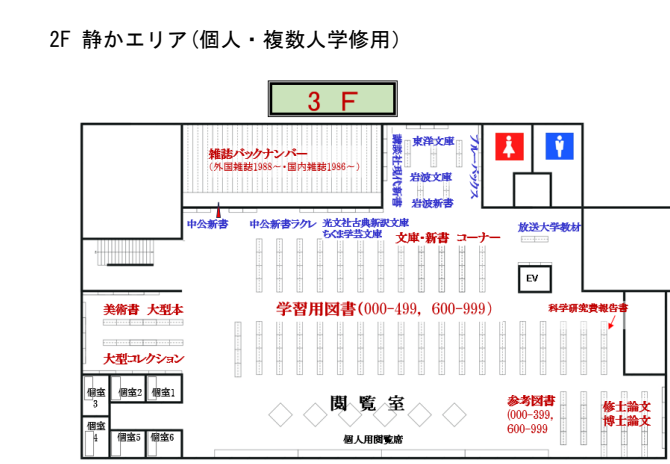 2F 静かエリア(個人・複数人学修用)
3 F
雑誌バックナンバー
(外国雑誌1988～・国内雑誌1986～)
講談社現代新書
東洋文庫
岩波文庫
岩波新書
ブルーバックス
中公新書
中公新書ラクレ
光文社古典新訳文庫
ちくま学芸文庫
文庫・新書 コーナー
放送大学教材
EV
美術書 大型本
大型コレクション
学習用図書(000-499, 600-999)
科学研究費報告書
個室3
個室2
個室1
個室4
個室5
個室6
閲 覧 室
個人用閲覧席
参考図書
(000-399,
600-999
修士論文
博士論文